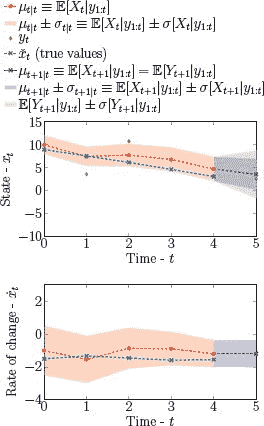 μ_{t|t} ≡ 𝔼[X_t|y_{1:t}]
μ_{t|t} ± σ_{t|t} ≡ 𝔼[X_t|y_{1:t}] ± σ[X_t|y_{1:t}]
y_t
x̌_t (true values)
μ_{t+1|t} ≡ 𝔼[X_{t+1}|y_{1:t}] = 𝔼[Y_{t+1}|y_{1:t}]
μ_{t+1|t} ± σ_{t+1|t} ≡ 𝔼[X_{t+1}|y_{1:t}] ± σ[X_{t+1}|y_{1:t}]
𝔼[Y_{t+1}|y_{1:t}] ± σ[Y_{t+1}|y_{1:t}]
15
10
5
0
−5
−10
State - x_t
0 1 2 3 4 5
Time - t
2
0
−2
−4
Rate of change - ẋ_t
0 1 2 3 4 5
Time - t